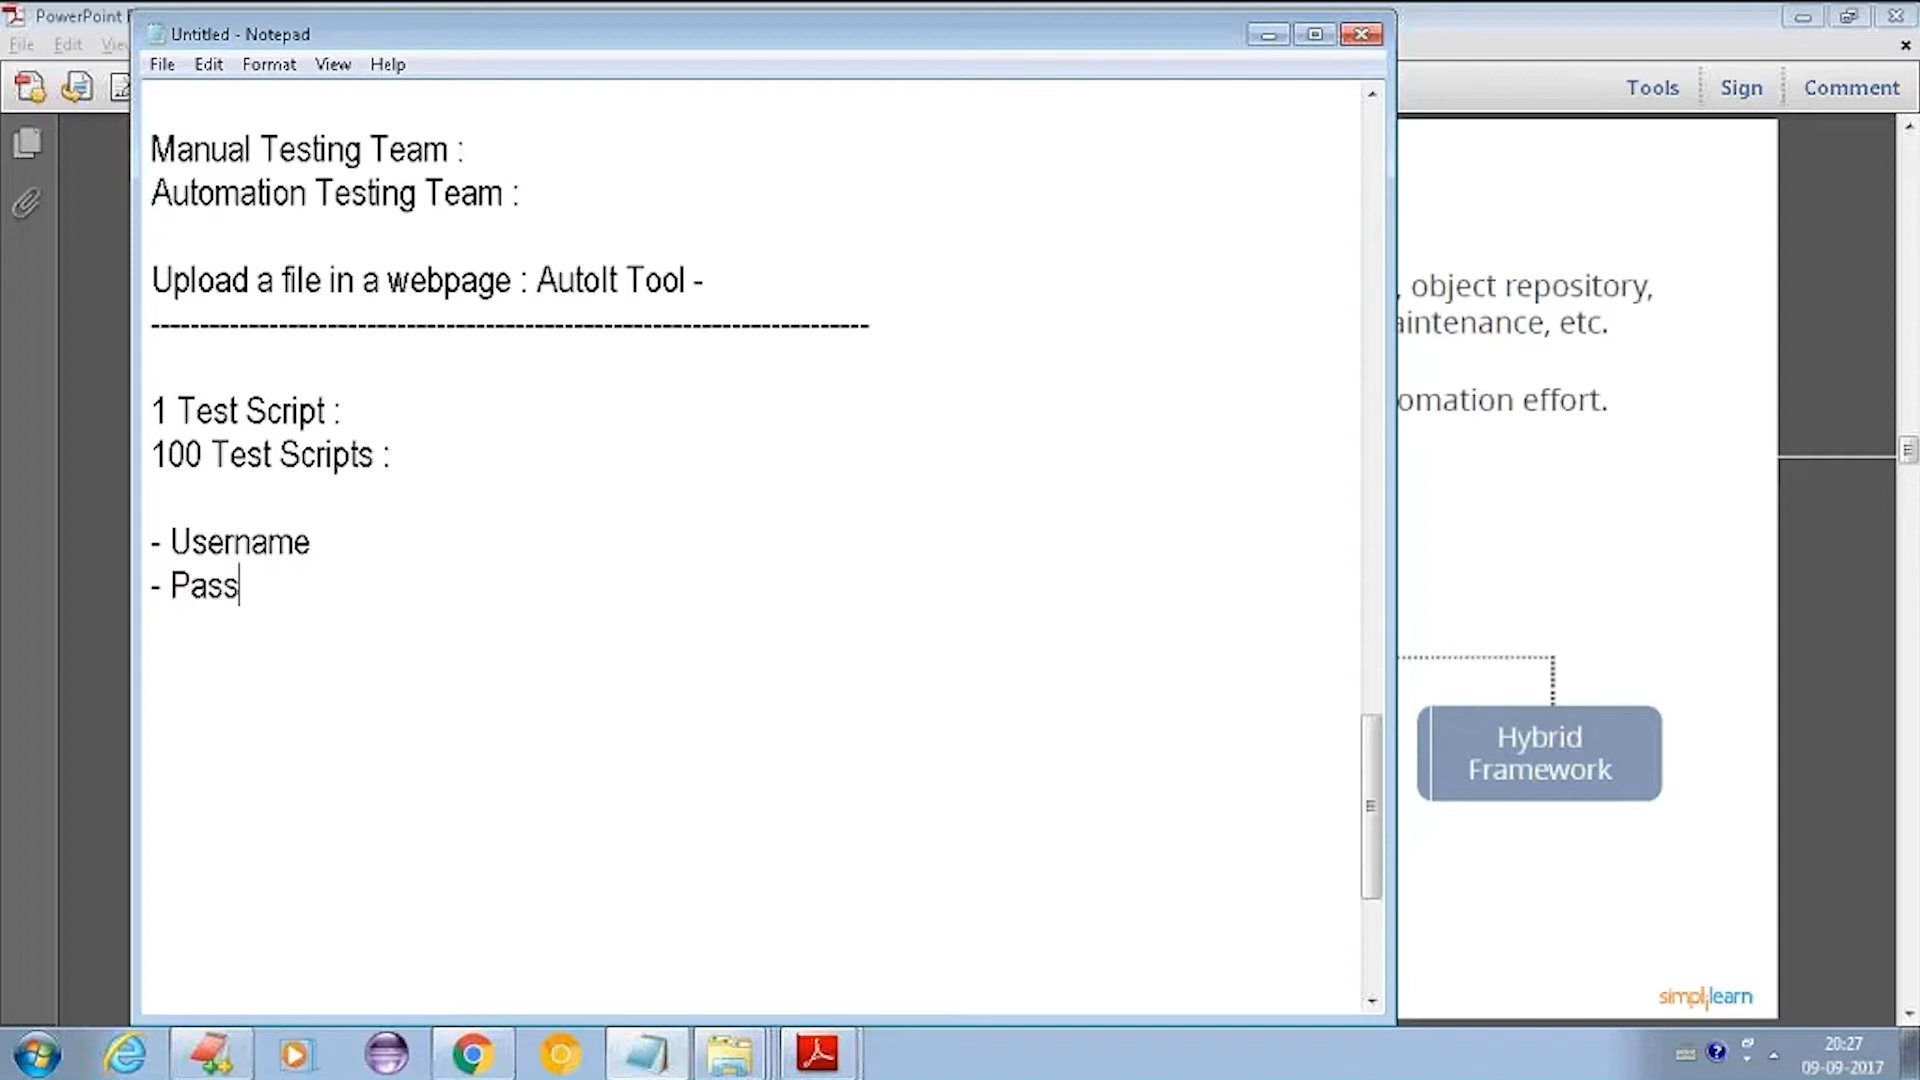 PowerPoint
File Edit
Untitled - Notepad
File Edit Format View Help
Tools Sign Comment
Manual Testing Team :
Automation Testing Team :
Upload a file in a webpage : AutoIt Tool -
-------------------------------------------------------------------------
1 Test Script :
100 Test Scripts :
- Username
- Pass
, object repository,
aintenance, etc.
omation effort.
Hybrid
Framework
simplilearn
20:27
09-09-2017